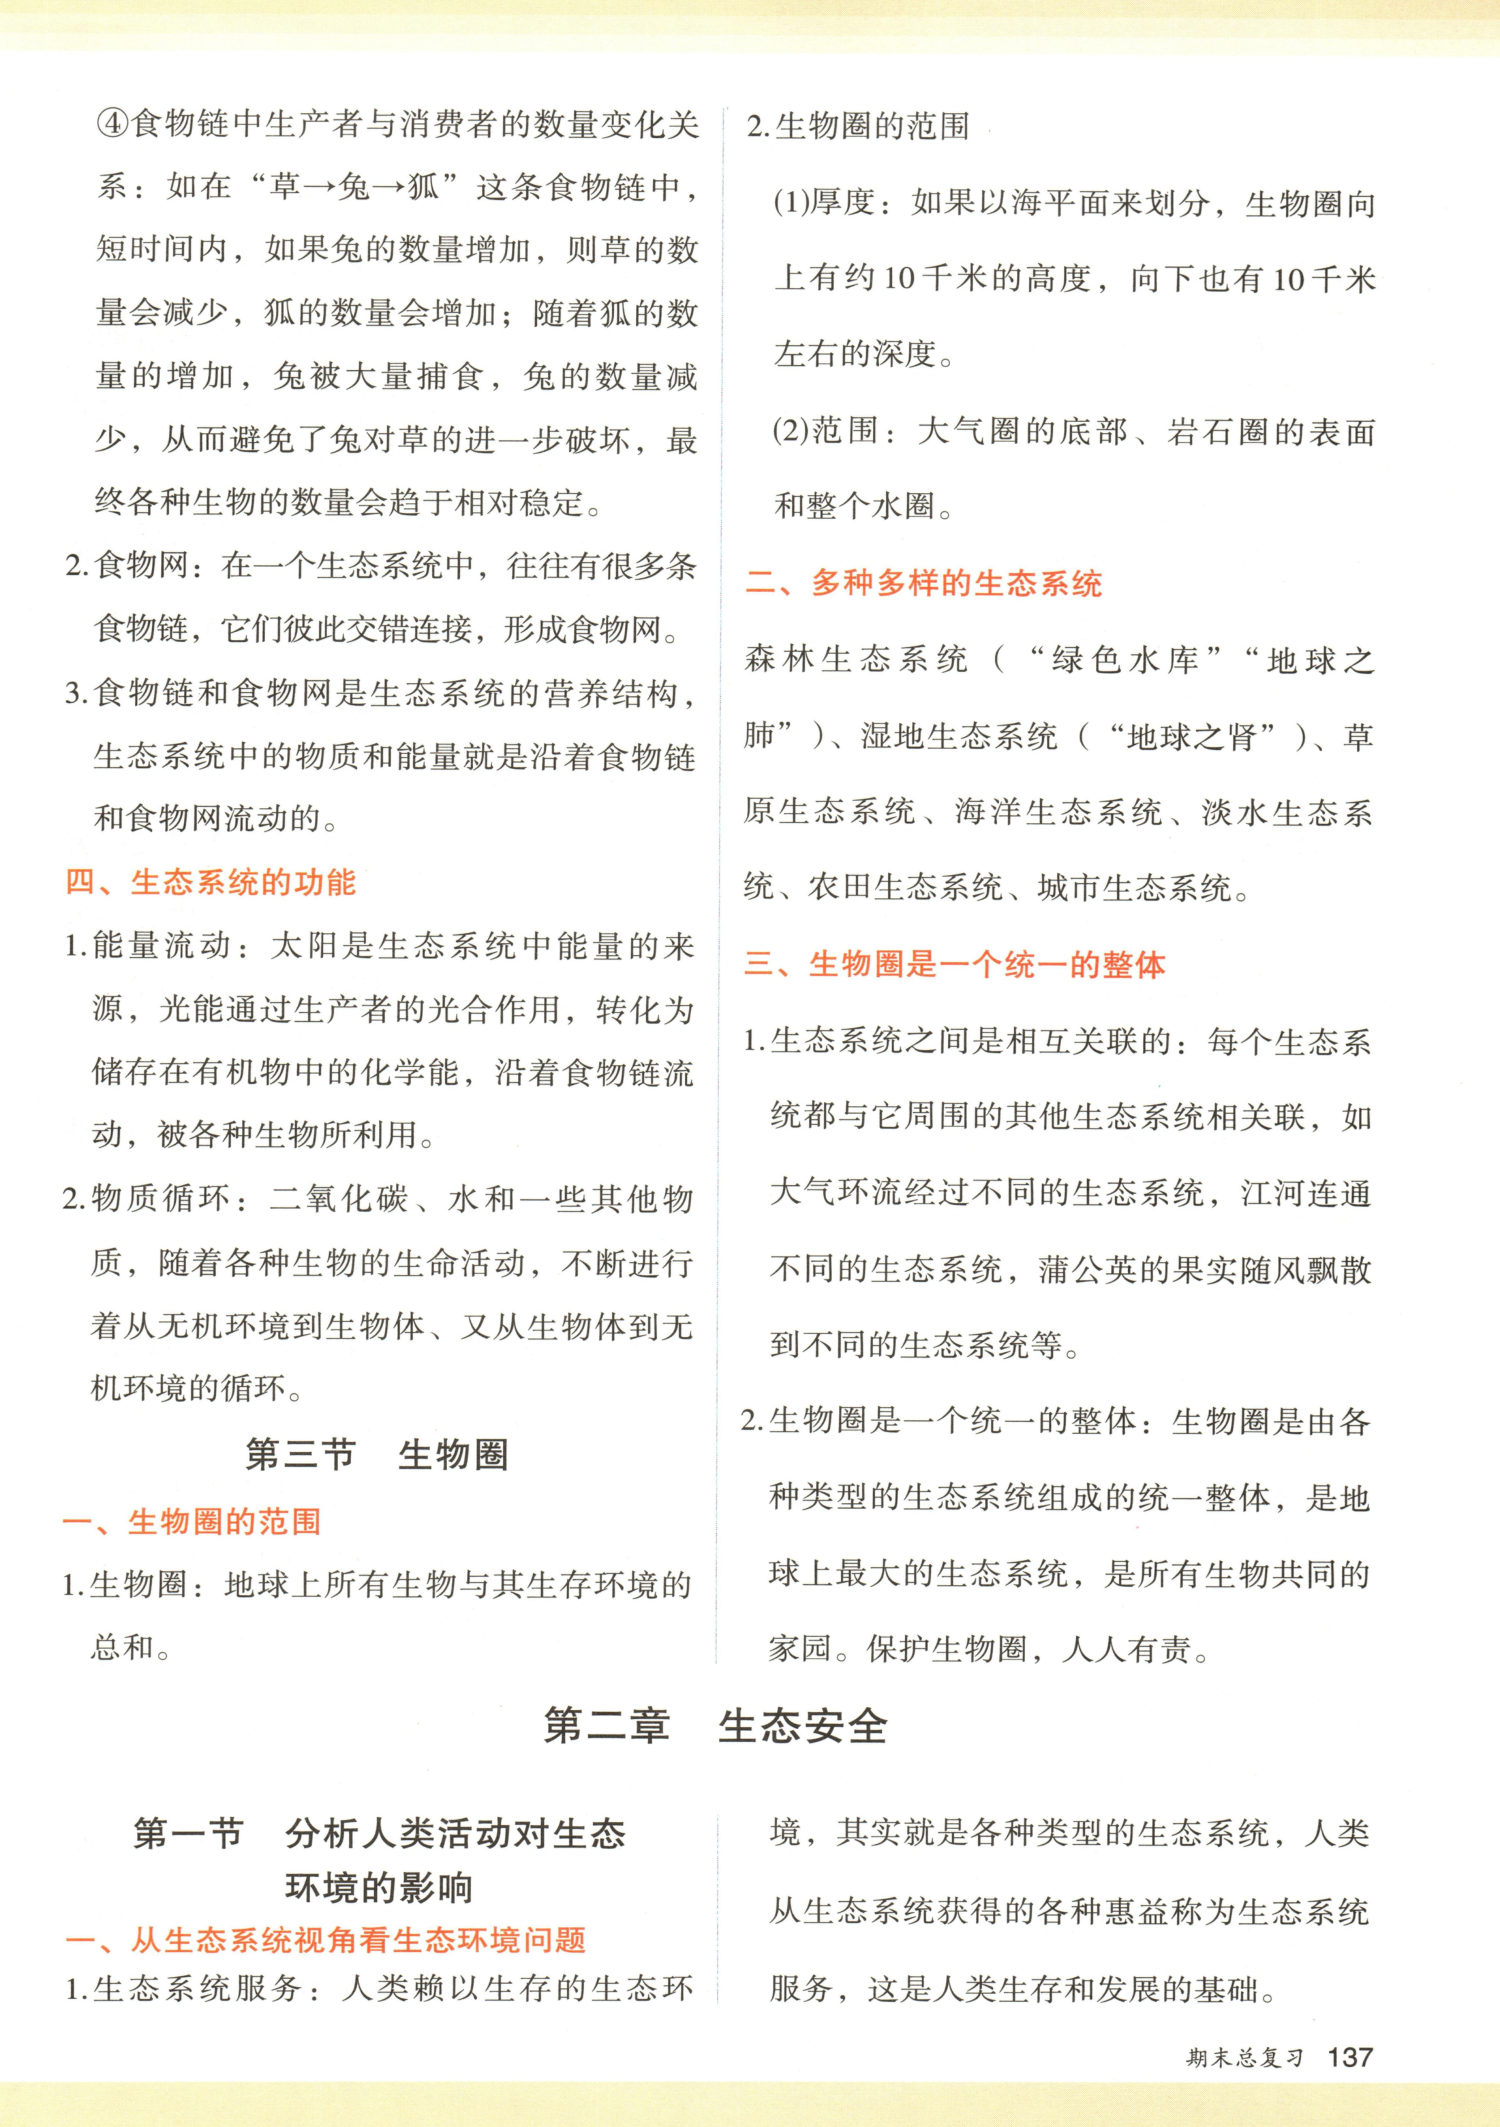 ④食物链中生产者与消费者的数量变化关
系：如在“草→兔→狐”这条食物链中，
短时间内，如果兔的数量增加，则草的数
量会减少，狐的数量会增加；随着狐的数
量的增加，兔被大量捕食，兔的数量减
少，从而避免了兔对草的进一步破坏，最
终各种生物的数量会趋于相对稳定。
2.食物网：在一个生态系统中，往往有很多条
食物链，它们彼此交错连接，形成食物网。
3.食物链和食物网是生态系统的营养结构，
生态系统中的物质和能量就是沿着食物链
和食物网流动的。
四、生态系统的功能
1.能量流动：太阳是生态系统中能量的来
源，光能通过生产者的光合作用，转化为
储存在有机物中的化学能，沿着食物链流
动，被各种生物所利用。
2.物质循环：二氧化碳、水和一些其他物
质，随着各种生物的生命活动，不断进行
着从无机环境到生物体、又从生物体到无
机环境的循环。
第三节 生物圈
一、生物圈的范围
1.生物圈：地球上所有生物与其生存环境的
总和。
2.生物圈的范围
(1)厚度：如果以海平面来划分，生物圈向
上有约10千米的高度，向下也有10千米
左右的深度。
(2)范围：大气圈的底部、岩石圈的表面
和整个水圈。
二、多种多样的生态系统
森林生态系统（“绿色水库”“地球之
肺”）、湿地生态系统（“地球之肾”）、草
原生态系统、海洋生态系统、淡水生态系
统、农田生态系统、城市生态系统。
三、生物圈是一个统一的整体
1.生态系统之间是相互关联的：每个生态系
统都与它周围的其他生态系统相关联，如
大气环流经过不同的生态系统，江河连通
不同的生态系统，蒲公英的果实随风飘散
到不同的生态系统等。
2.生物圈是一个统一的整体：生物圈是由各
种类型的生态系统组成的统一整体，是地
球上最大的生态系统，是所有生物共同的
家园。保护生物圈，人人有责。
第二章 生态安全
第一节 分析人类活动对生态
环境的影响
一、从生态系统视角看生态环境问题
1.生态系统服务：人类赖以生存的生态环
境，其实就是各种类型的生态系统，人类
从生态系统获得的各种惠益称为生态系统
服务，这是人类生存和发展的基础。
期末总复习 137